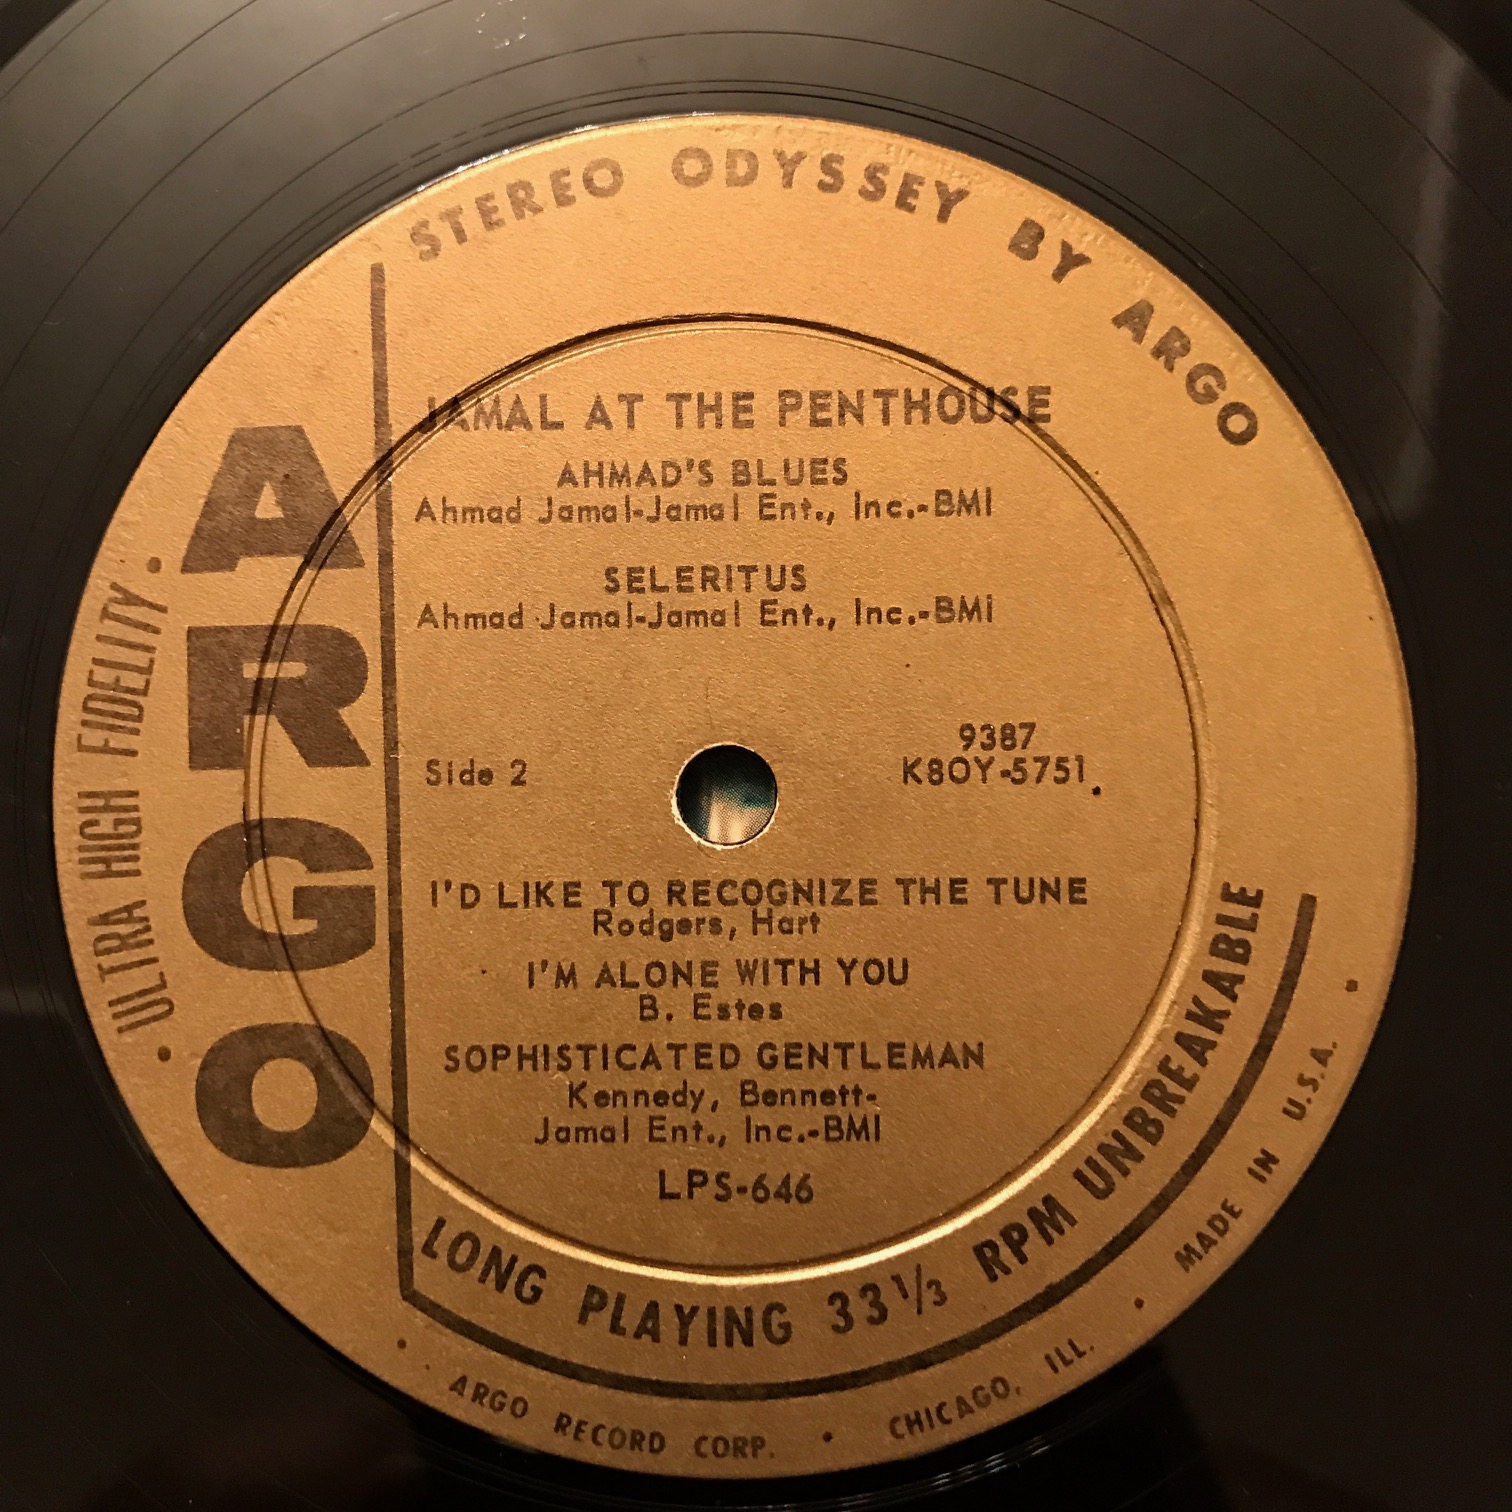 STEREO ODYSSEY BY ARGO
• ULTRA HIGH FIDELITY •
ARGO
JAMAL AT THE PENTHOUSE
AHMAD'S BLUES
Ahmad Jamal-Jamal Ent., Inc.-BMI
SELERITUS
Ahmad Jamal-Jamal Ent., Inc.-BMI
9387
Side 2 K8OY-5751
I'D LIKE TO RECOGNIZE THE TUNE
Rodgers, Hart
I'M ALONE WITH YOU
B. Estes
SOPHISTICATED GENTLEMAN
Kennedy, Bennett-
Jamal Ent., Inc.-BMI
LPS-646
LONG PLAYING 33 1/3 RPM UNBREAKABLE
• ARGO RECORD CORP. • CHICAGO, ILL. • MADE IN U.S.A. •